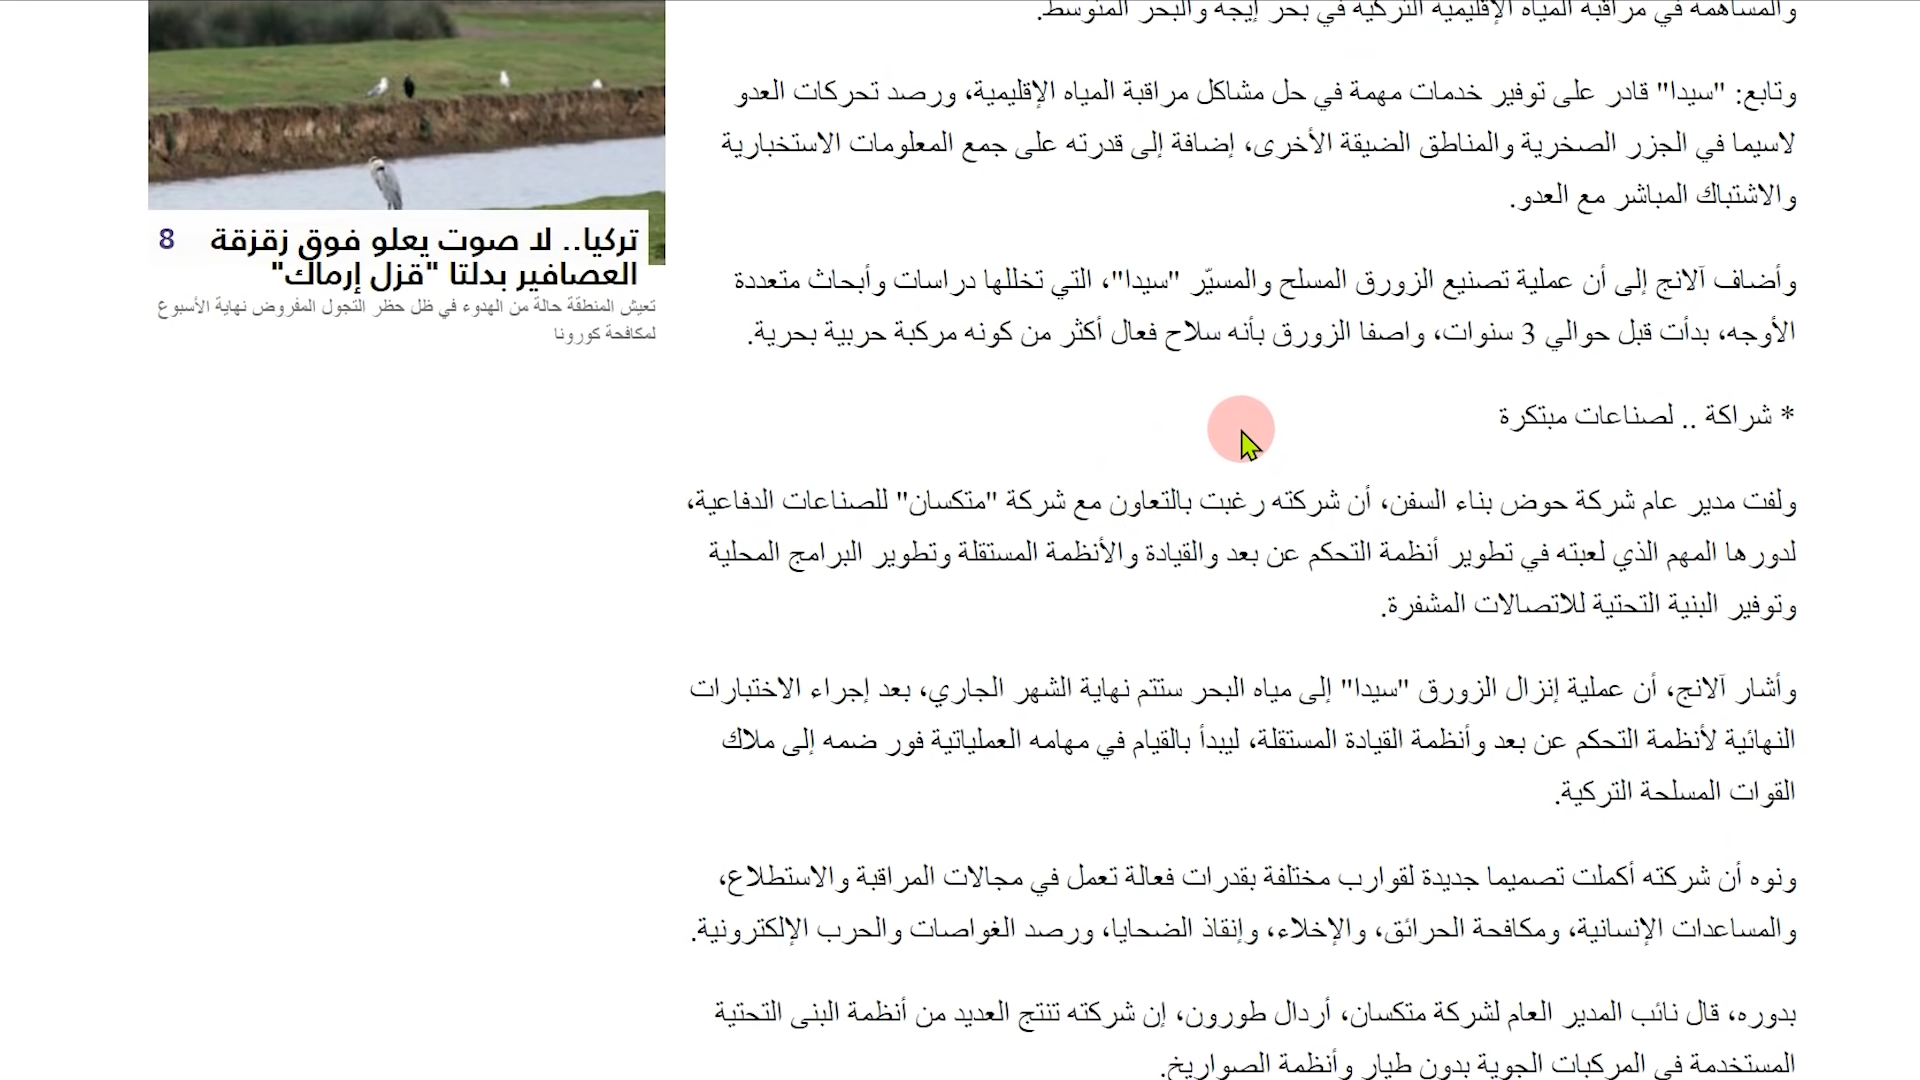 والمساهمة في مراقبة المياه الإقليمية التركية في بحر إيجة والبحر المتوسط.
وتابع: "سيدا" قادر على توفير خدمات مهمة في حل مشاكل مراقبة المياه الإقليمية، ورصد تحركات العدو
لاسيما في الجزر الصخرية والمناطق الضيقة الأخرى، إضافة إلى قدرته على جمع المعلومات الاستخبارية
والاشتباك المباشر مع العدو.
وأضاف آلانج إلى أن عملية تصنيع الزورق المسلح والمسيّر "سيدا"، التي تخللها دراسات وأبحاث متعددة
الأوجه، بدأت قبل حوالي 3 سنوات، واصفا الزورق بأنه سلاح فعال أكثر من كونه مركبة حربية بحرية.
* شراكة .. لصناعات مبتكرة
ولفت مدير عام شركة حوض بناء السفن، أن شركته رغبت بالتعاون مع شركة "متكسان" للصناعات الدفاعية،
لدورها المهم الذي لعبته في تطوير أنظمة التحكم عن بعد والقيادة والأنظمة المستقلة وتطوير البرامج المحلية
وتوفير البنية التحتية للاتصالات المشفرة.
وأشار آلانج، أن عملية إنزال الزورق "سيدا" إلى مياه البحر ستتم نهاية الشهر الجاري، بعد إجراء الاختبارات
النهائية لأنظمة التحكم عن بعد وأنظمة القيادة المستقلة، ليبدأ بالقيام في مهامه العملياتية فور ضمه إلى ملاك
القوات المسلحة التركية.
ونوه أن شركته أكملت تصميما جديدة لقوارب مختلفة بقدرات فعالة تعمل في مجالات المراقبة والاستطلاع،
والمساعدات الإنسانية، ومكافحة الحرائق، والإخلاء، وإنقاذ الضحايا، ورصد الغواصات والحرب الإلكترونية.
بدوره، قال نائب المدير العام لشركة متكسان، أردال طورون، إن شركته تنتج العديد من أنظمة البنى التحتية
المستخدمة في المركبات الجوية بدون طيار وأنظمة الصواريخ.
تركيا.. لا صوت يعلو فوق زقزقة 8
العصافير بدلتا "قزل إرماك"
تعيش المنطقة حالة من الهدوء في ظل حظر التجول المفروض نهاية الأسبوع
لمكافحة كورونا